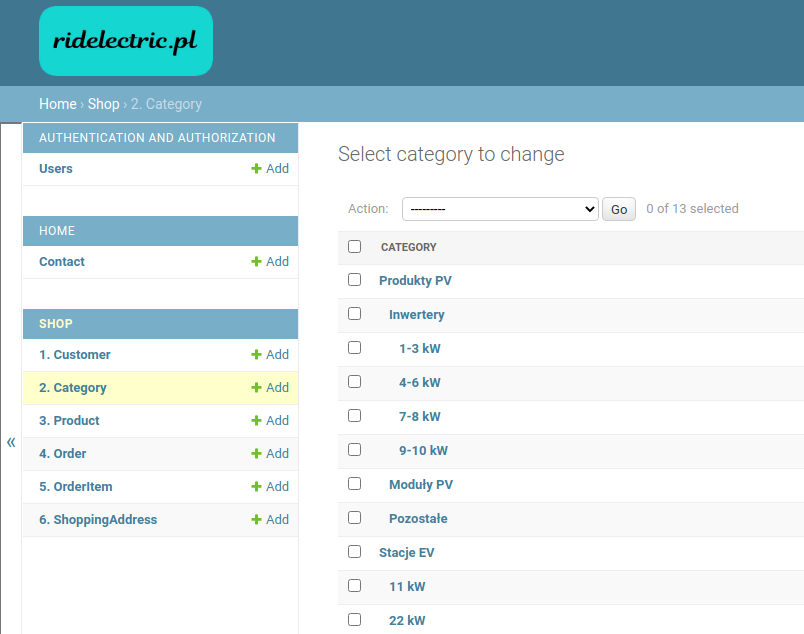 ridelectric.pl
Home › Shop › 2. Category
AUTHENTICATION AND AUTHORIZATION
Users + Add
HOME
Contact + Add
SHOP
1. Customer + Add
2. Category + Add
3. Product + Add
4. Order + Add
5. OrderItem + Add
6. ShoppingAddress + Add
«
Select category to change
Action: --------- Go 0 of 13 selected
CATEGORY
Produkty PV
Inwertery
1-3 kW
4-6 kW
7-8 kW
9-10 kW
Moduły PV
Pozostałe
Stacje EV
11 kW
22 kW